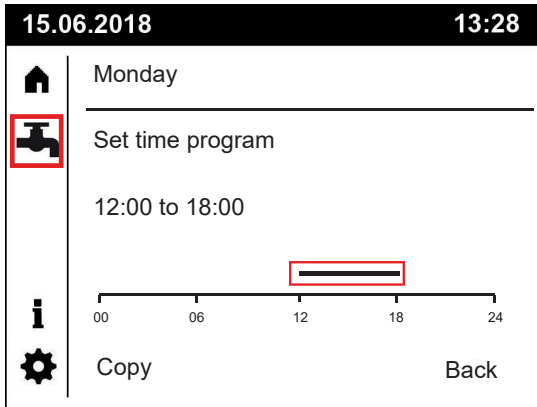 15.06.2018 13:28
Monday
Set time program
12:00 to 18:00
00 06 12 18 24
i
Copy Back